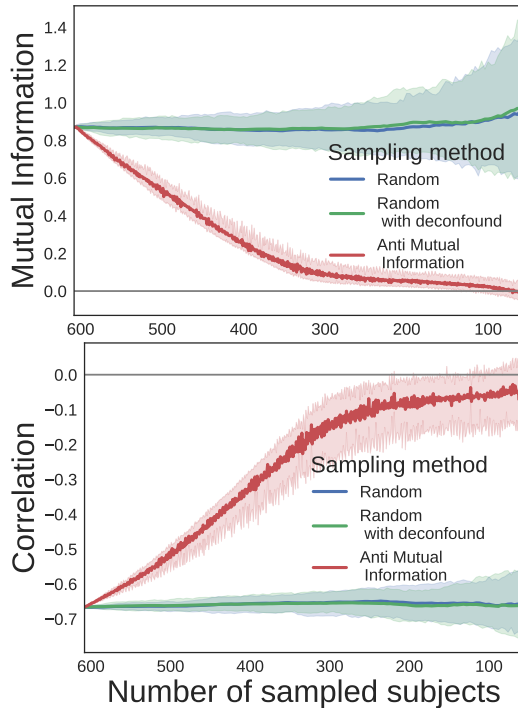 Mutual Information
1.4
1.2
1.0
0.8
0.6
0.4
0.2
0.0
Sampling method
Random
Random
with deconfound
Anti Mutual
Information
600
500
400
300
200
100
Correlation
0.0
−0.1
−0.2
−0.3
−0.4
−0.5
−0.6
−0.7
Sampling method
Random
Random
with deconfound
Anti Mutual
Information
600
500
400
300
200
100
Number of sampled subjects